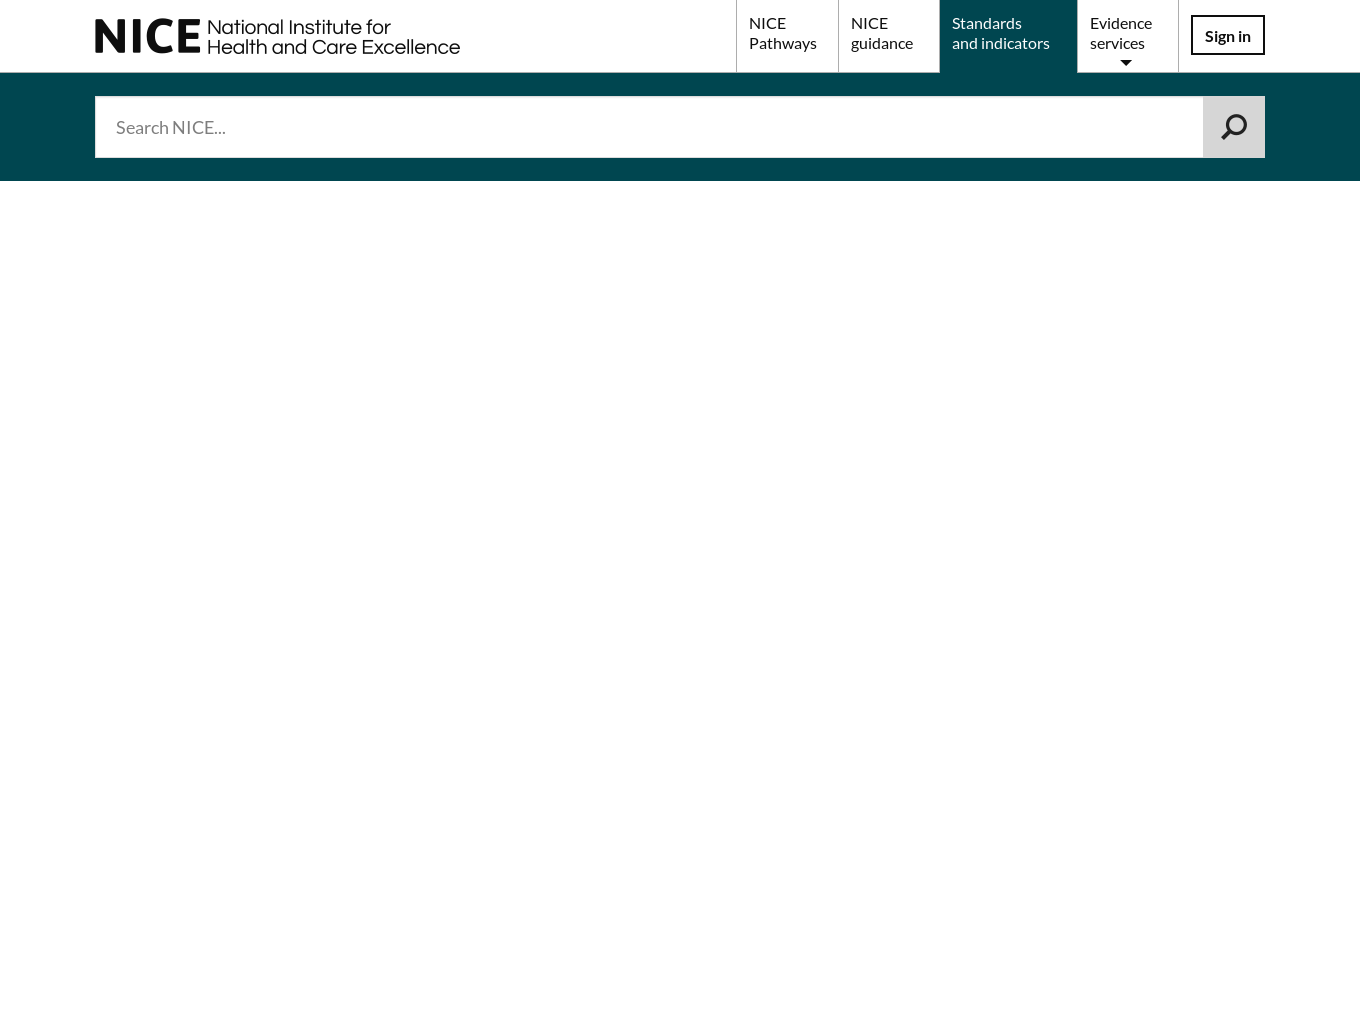 NICE National Institute for
Health and Care Excellence
NICE
Pathways
NICE
guidance
Standards
and indicators
Evidence
services
Sign in
Search NICE...